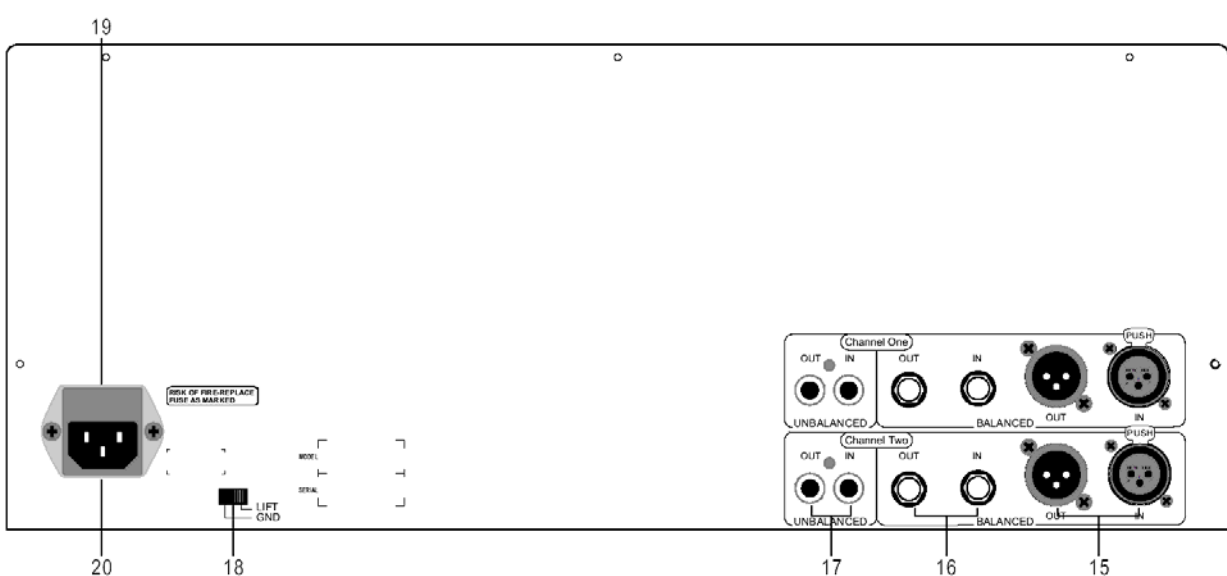 19
PUSH
Channel One
OUT IN OUT IN
OUT IN
UNBALANCED BALANCED
RISK OF FIRE-REPLACE
FUSE AS MARKED
PUSH
Channel Two
OUT IN OUT IN
MODEL
SERIAL
LIFT
GND
OUT IN
UNBALANCED BALANCED
20 18 17 16 15